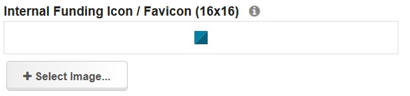 Internal Funding Icon / Favicon (16x16)
+ Select Image...